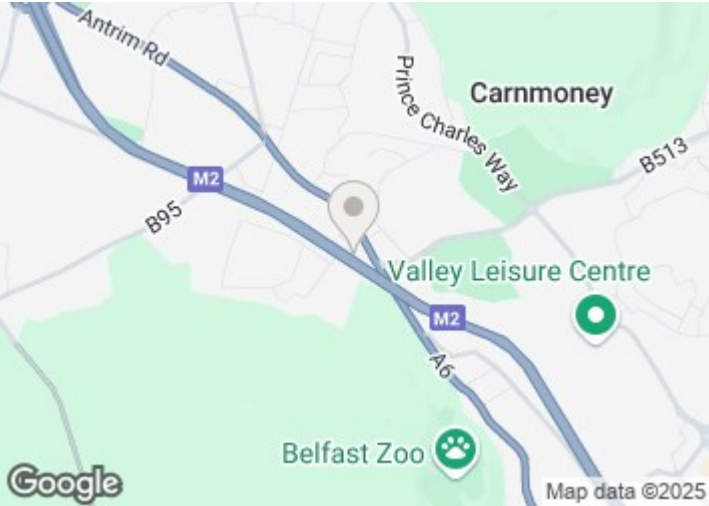 Antrim Rd
Prince Charles Way
Carnmoney
B513
M2
B95
Valley Leisure Centre
M2
A6
Belfast Zoo
Google
Map data ©2025